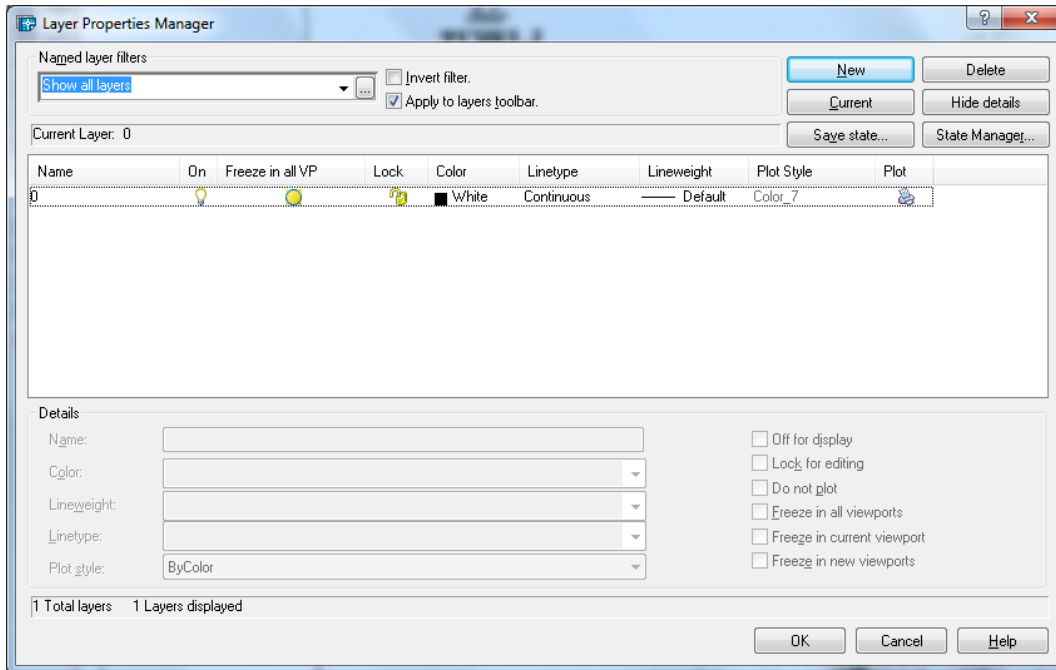 Layer Properties Manager
Named layer filters
Show all layers
...
Invert filter.
Apply to layers toolbar.
New
Delete
Current
Hide details
Current Layer: 0
Save state...
State Manager...
Name On Freeze in all VP Lock Color Linetype Lineweight Plot Style Plot
0 White Continuous Default Color_7
Details
Name:
Color:
Lineweight:
Linetype:
Plot style: ByColor
Off for display
Lock for editing
Do not plot
Freeze in all viewports
Freeze in current viewport
Freeze in new viewports
1 Total layers 1 Layers displayed
OK Cancel Help